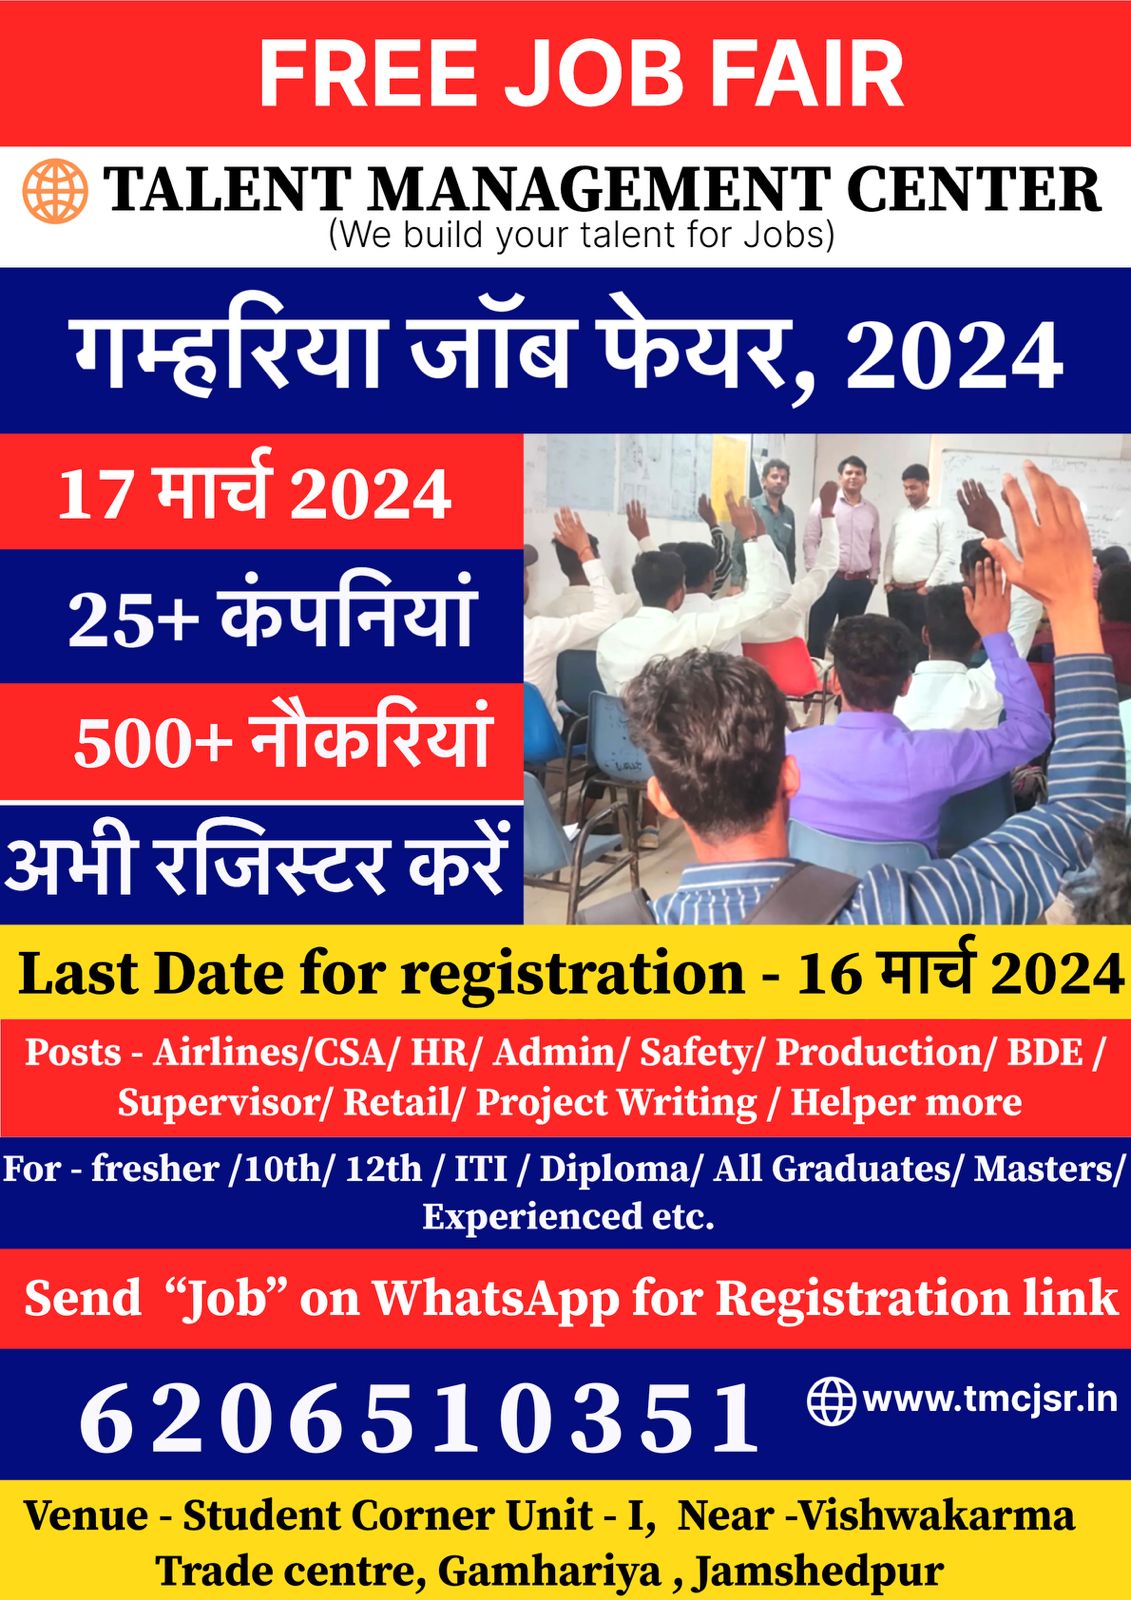 FREE JOB FAIR
TALENT MANAGEMENT CENTER
(We build your talent for Jobs)
गम्हरिया जॉब फेयर, 2024
17 मार्च 2024
25+ कंपनियां
500+ नौकरियां
अभी रजिस्टर करें
Last Date for registration - 16 मार्च 2024
Posts - Airlines/CSA/ HR/ Admin/ Safety/ Production/ BDE /
Supervisor/ Retail/ Project Writing / Helper more
For - fresher /10th/ 12th / ITI / Diploma/ All Graduates/ Masters/
Experienced etc.
Send “Job” on WhatsApp for Registration link
6206510351
www.tmcjsr.in
Venue - Student Corner Unit - I, Near -Vishwakarma
Trade centre, Gamhariya , Jamshedpur